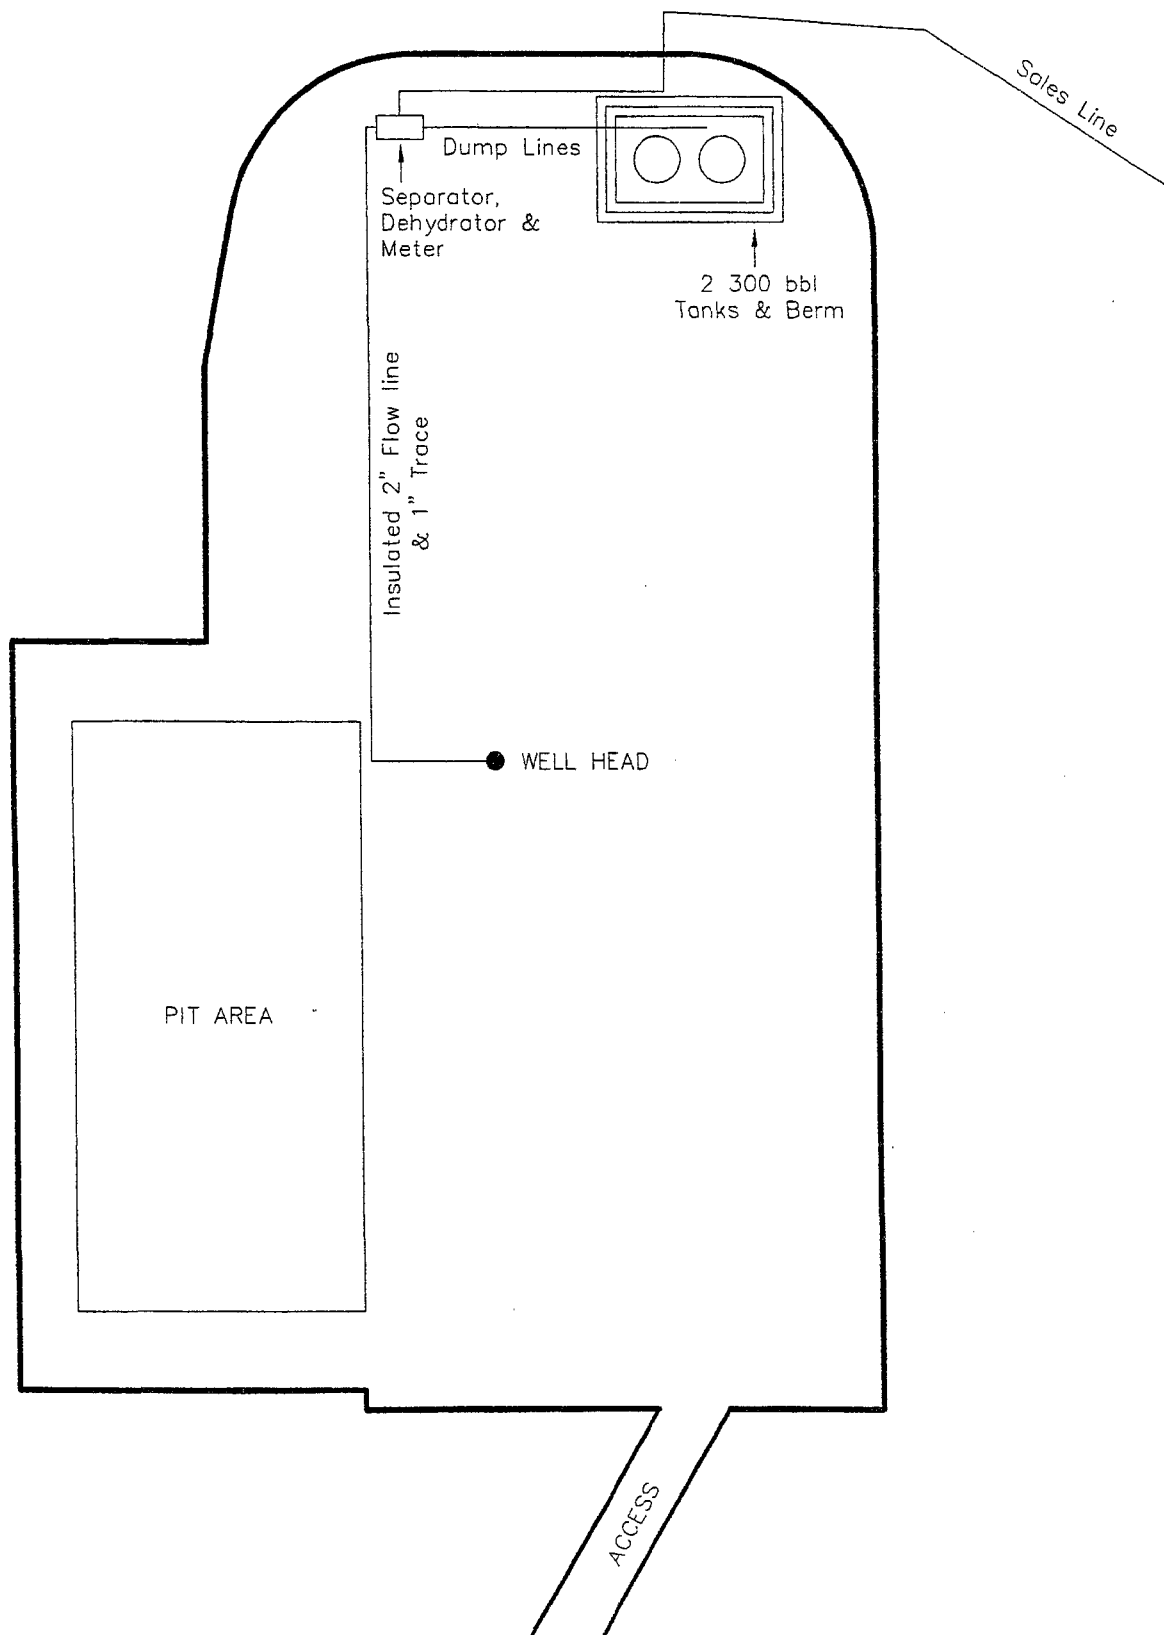 Sales Line
Dump Lines
Separator,
Dehydrator &
Meter
2 300 bbl
Tanks & Berm
Insulated 2" Flow line
& 1" Trace
WELL HEAD
PIT AREA
ACCESS